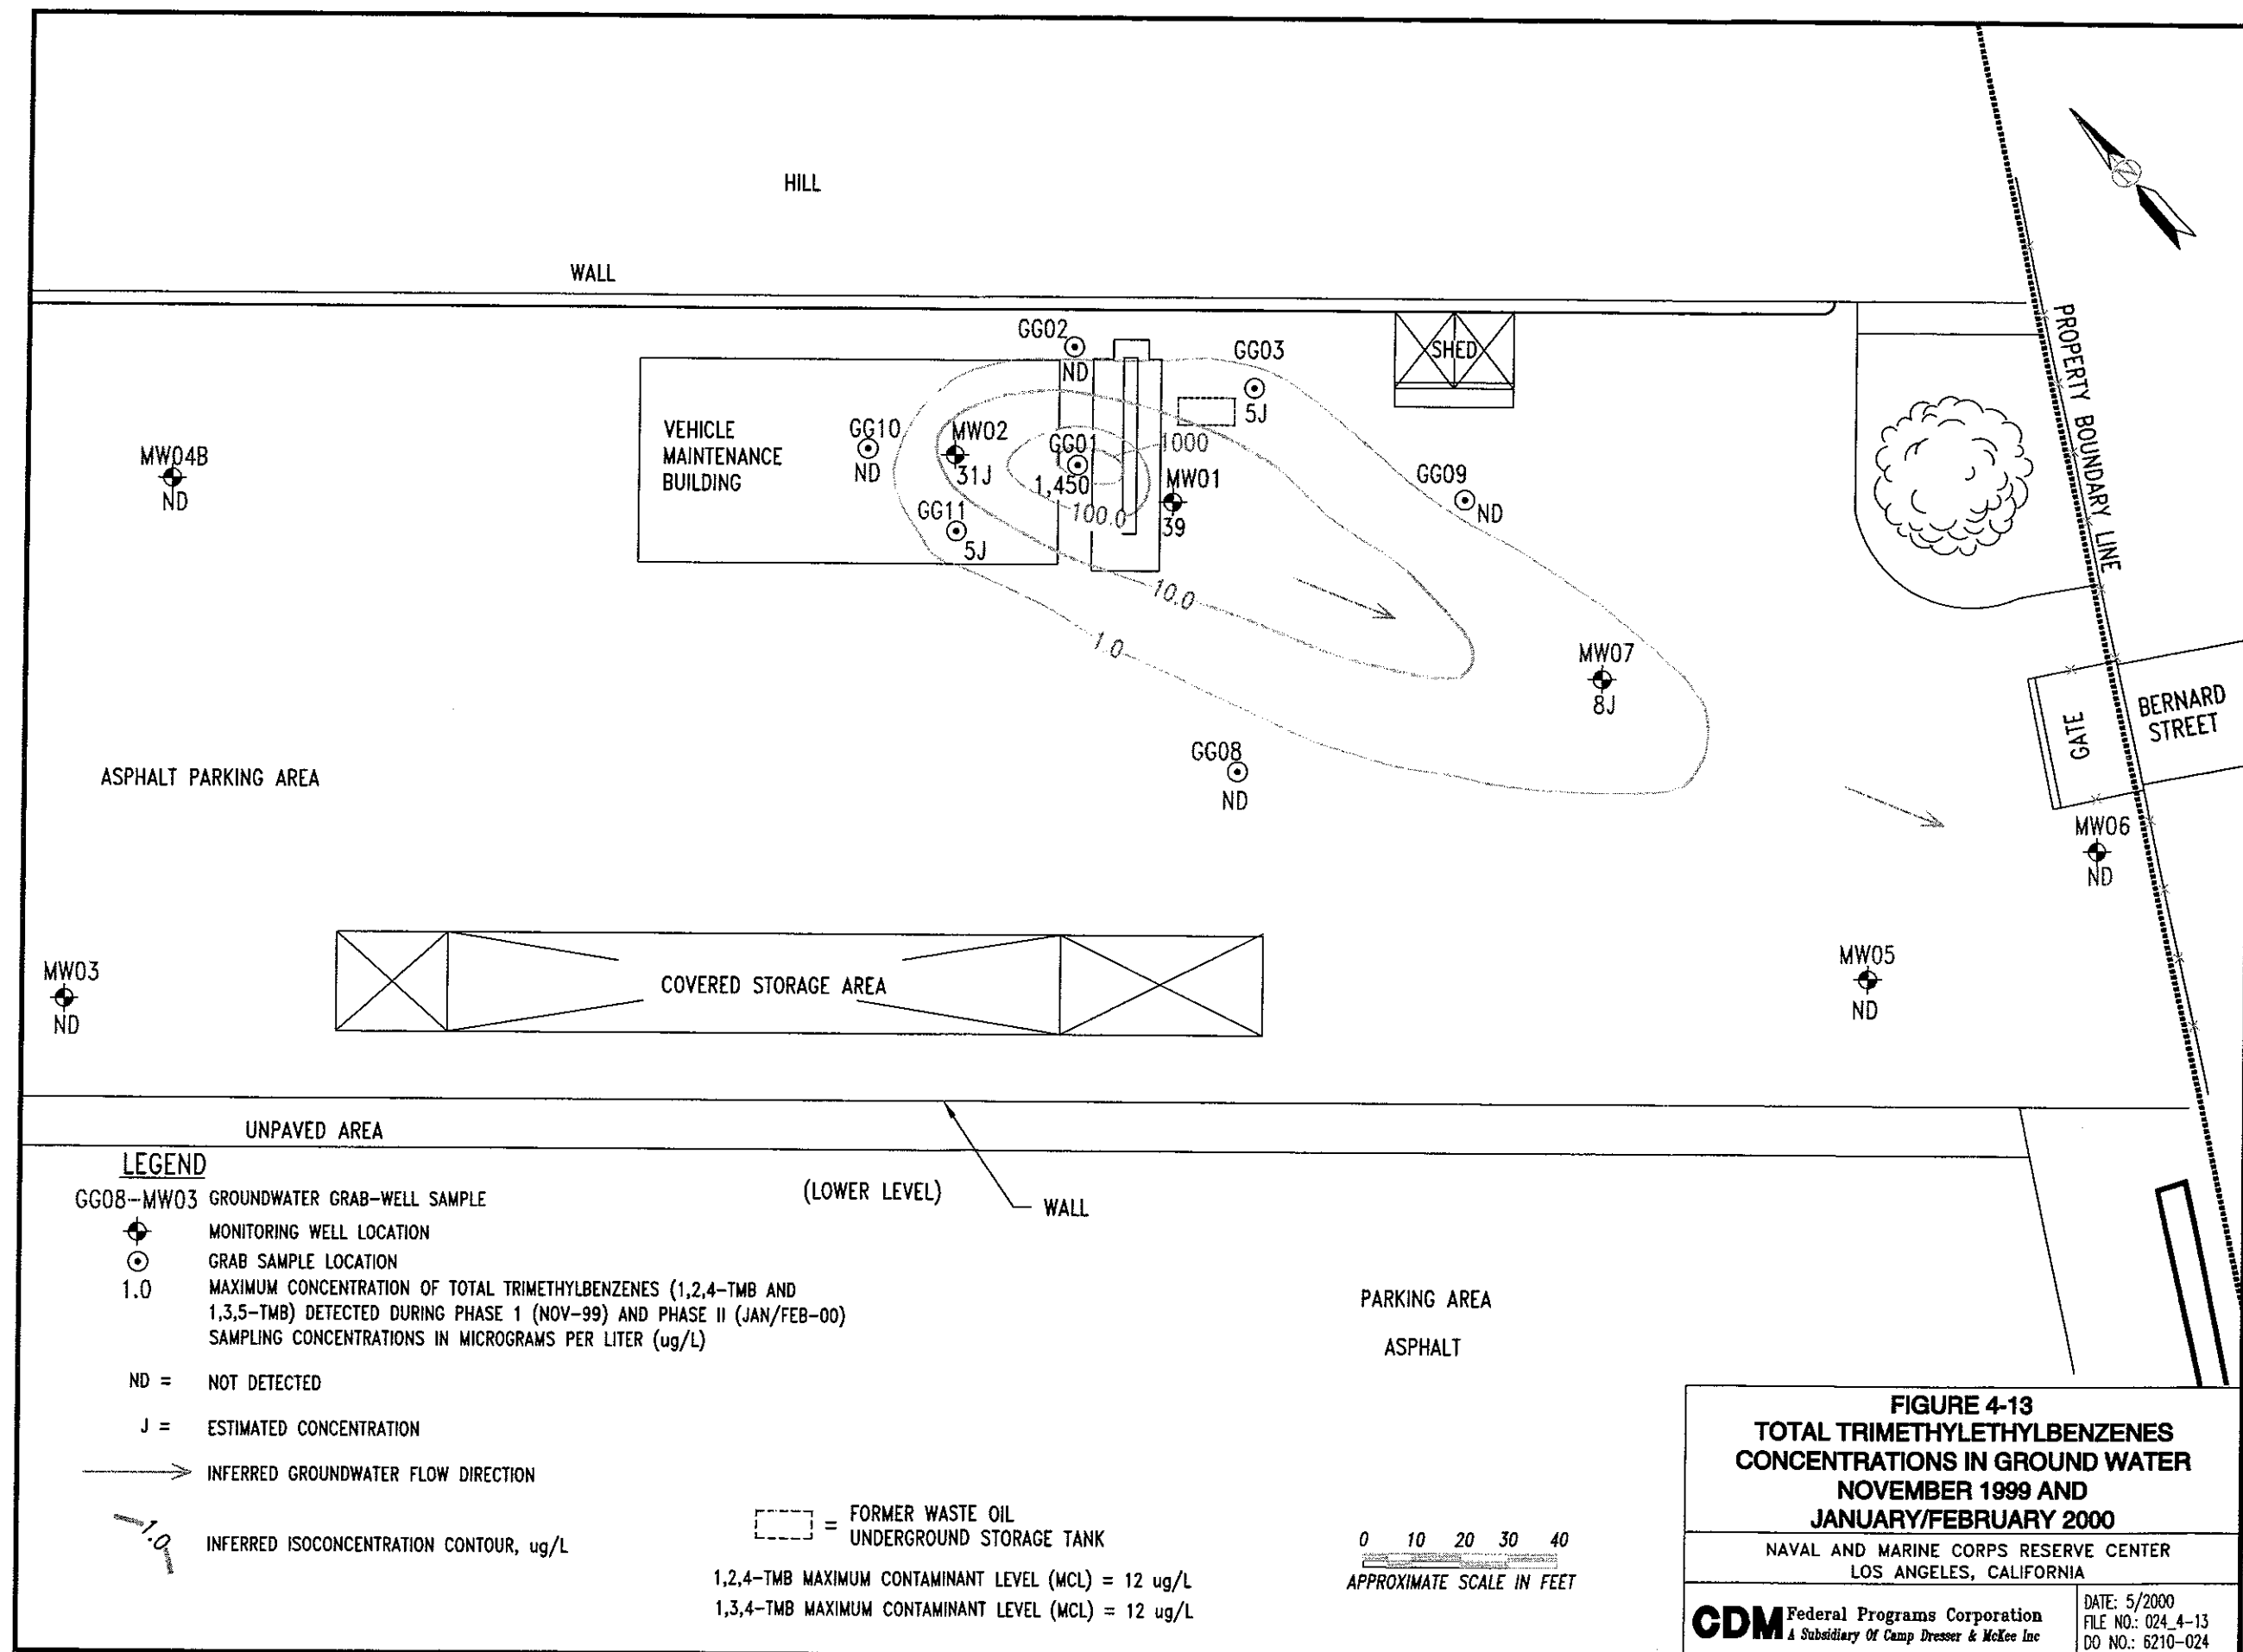 HILL
WALL
N
PROPERTY BOUNDARY LINE
GG02
ND
GG03
5J
SHED
VEHICLE
MAINTENANCE
BUILDING
GG10
ND
MW02
31J
GG01
1,450
1000
100.0
MW01
39
GG11
5J
GG09
ND
MW04B
ND
10.0
1.0
MW07
8J
GATE
BERNARD
STREET
GG08
ND
ASPHALT PARKING AREA
MW06
ND
MW03
ND
COVERED STORAGE AREA
MW05
ND
UNPAVED AREA
(LOWER LEVEL)
WALL
LEGEND
GG08-MW03 GROUNDWATER GRAB-WELL SAMPLE
MONITORING WELL LOCATION
GRAB SAMPLE LOCATION
1.0 MAXIMUM CONCENTRATION OF TOTAL TRIMETHYLBENZENES (1,2,4-TMB AND
1,3,5-TMB) DETECTED DURING PHASE 1 (NOV-99) AND PHASE II (JAN/FEB-00)
SAMPLING CONCENTRATIONS IN MICROGRAMS PER LITER (ug/L)
ND = NOT DETECTED
J = ESTIMATED CONCENTRATION
INFERRED GROUNDWATER FLOW DIRECTION
1.0 INFERRED ISOCONCENTRATION CONTOUR, ug/L
= FORMER WASTE OIL
UNDERGROUND STORAGE TANK
1,2,4-TMB MAXIMUM CONTAMINANT LEVEL (MCL) = 12 ug/L
1,3,4-TMB MAXIMUM CONTAMINANT LEVEL (MCL) = 12 ug/L
PARKING AREA
ASPHALT
0 10 20 30 40
APPROXIMATE SCALE IN FEET
FIGURE 4-13
TOTAL TRIMETHYLETHYLBENZENES
CONCENTRATIONS IN GROUND WATER
NOVEMBER 1999 AND
JANUARY/FEBRUARY 2000
NAVAL AND MARINE CORPS RESERVE CENTER
LOS ANGELES, CALIFORNIA
CDM Federal Programs Corporation
A Subsidiary Of Camp Dresser & McKee Inc
DATE: 5/2000
FILE NO.: 024_4-13
DO NO.: 6210-024